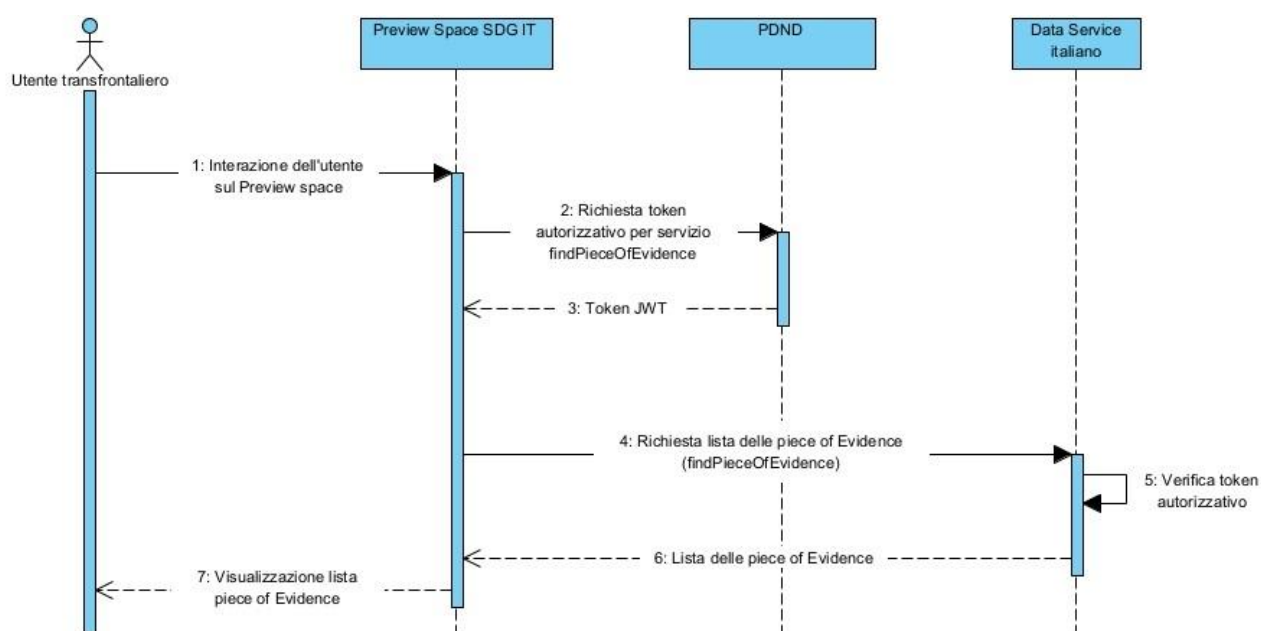 Preview Space SDG IT
PDND
Data Service
italiano
Utente transfrontaliero
1: Interazione dell'utente
sul Preview space
2: Richiesta token
autorizzativo per servizio
findPieceOfEvidence
3: Token JWT
4: Richiesta lista delle piece of Evidence
(findPieceOfEvidence)
5: Verifica token
autorizzativo
6: Lista delle piece of Evidence
7: Visualizzazione lista
piece of Evidence